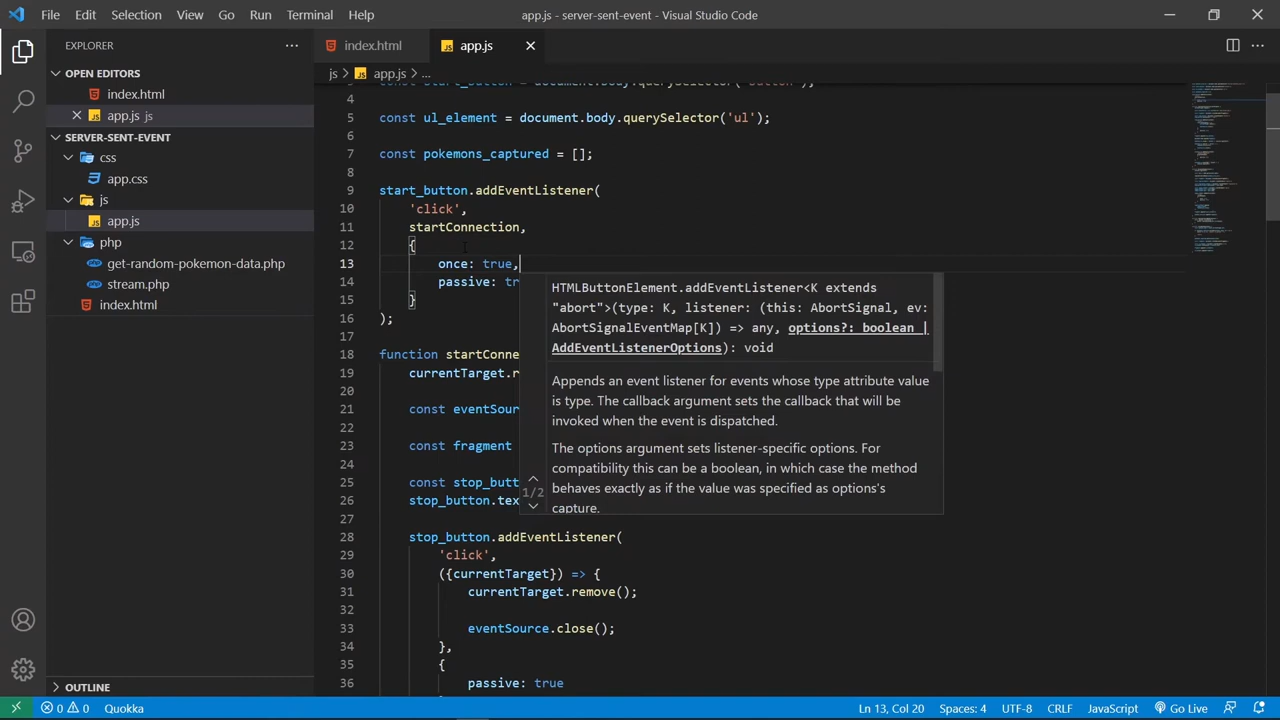 File Edit Selection View Go Run Terminal Help app.js - server-sent-event - Visual Studio Code
EXPLORER
index.html
app.js
OPEN EDITORS
index.html
app.js js
SERVER-SENT-EVENT
css
app.css
js
app.js
php
get-random-pokemon-data.php
stream.php
index.html
OUTLINE
js > app.js > ...
4
5 const ul_element = document.body.querySelector('ul');
6
7 const pokemons_captured = [];
8
9 start_button.addEventListener(
10 'click',
11 startConnection,
12 {
13 once: true,
14 passive: tr
15 }
16 );
17
18 function startConne
19 currentTarget.r
20
21 const eventSour
22
23 const fragment
24
25 const stop_butt
26 stop_button.tex
27
28 stop_button.addEventListener(
29 'click',
30 ({currentTarget}) => {
31 currentTarget.remove();
32
33 eventSource.close();
34 },
35 {
36 passive: true
HTMLButtonElement.addEventListener<K extends
"abort">(type: K, listener: (this: AbortSignal, ev:
AbortSignalEventMap[K]) => any, options?: boolean |
AddEventListenerOptions): void
Appends an event listener for events whose type attribute value
is type. The callback argument sets the callback that will be
invoked when the event is dispatched.
The options argument sets listener-specific options. For
compatibility this can be a boolean, in which case the method
behaves exactly as if the value was specified as options's
capture.
1/2
0 0 Quokka Ln 13, Col 20 Spaces: 4 UTF-8 CRLF JavaScript Go Live